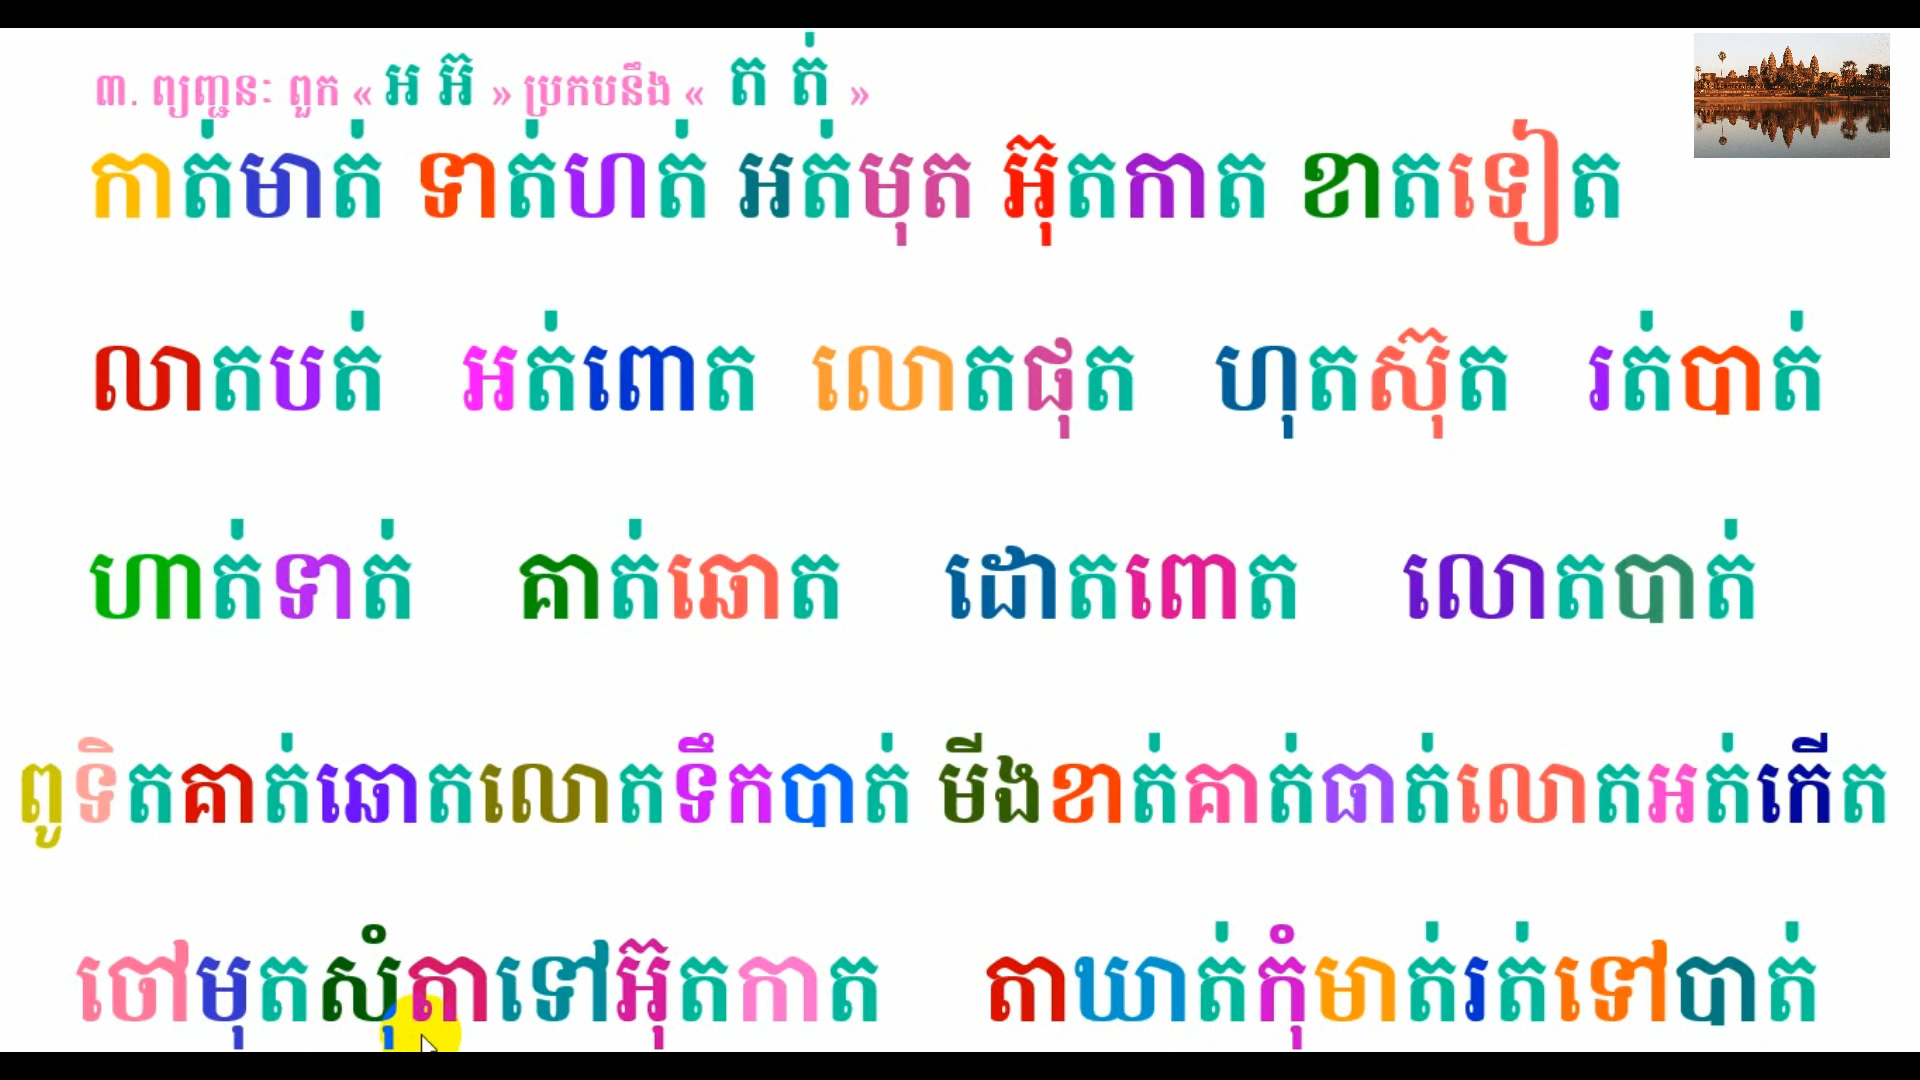 ៣. ព្យញ្ជនៈ ពួក « អ អ៊ » ប្រកបនឹង « ត ត់ »
កាត់មាត់ ទាត់ហត់ អត់មុត អ៊ុតកាត ខាតទៀត
លាតបត់ អត់ពោត លោតផុត ហុតស៊ុត រត់បាត់
ហាត់ទាត់ គាត់ឆោត ដោតពោត លោតបាត់
ពូទិតគាត់ឆោតលោតទឹកបាត់ មីងខាត់គាត់ធាត់លោតអត់កើត
ចៅមុតសុំតាទៅអ៊ុតកាត តាឃាត់កុំមាត់រត់ទៅបាត់